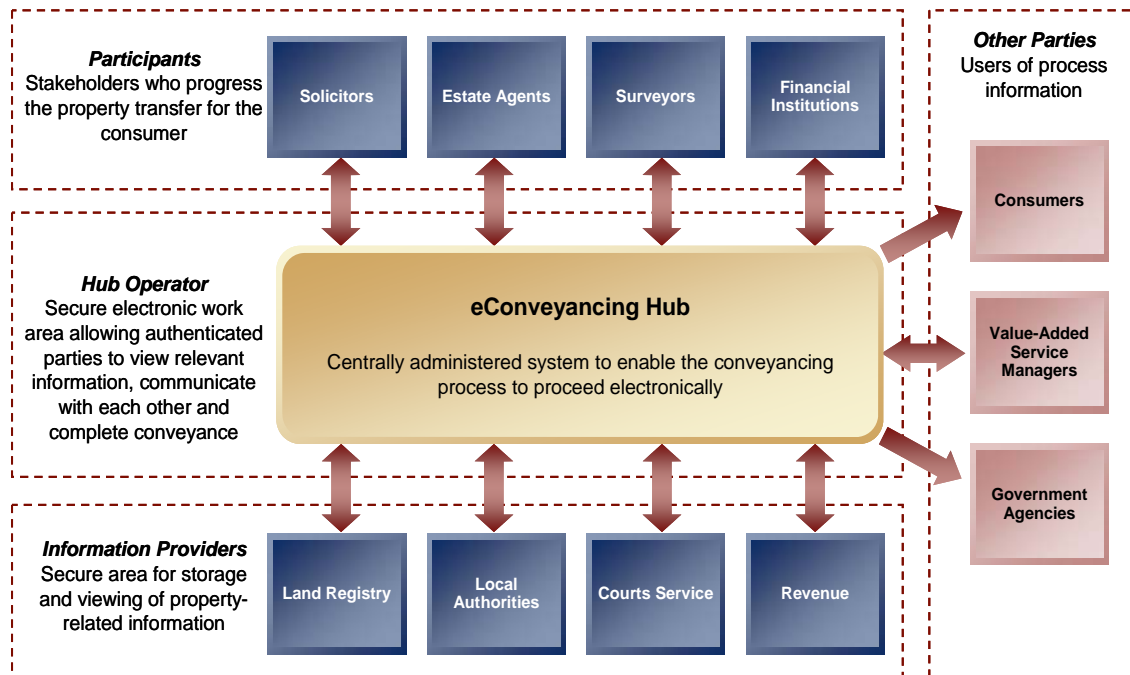 Participants
Stakeholders who progress
the property transfer for the
consumer
Solicitors
Estate Agents
Surveyors
Financial
Institutions
Other Parties
Users of process
information
Consumers
Value-Added
Service
Managers
Government
Agencies
Hub Operator
Secure electronic work
area allowing authenticated
parties to view relevant
information, communicate
with each other and
complete conveyance
eConveyancing Hub
Centrally administered system to enable the conveyancing
process to proceed electronically
Information Providers
Secure area for storage
and viewing of property-
related information
Land Registry
Local
Authorities
Courts Service
Revenue